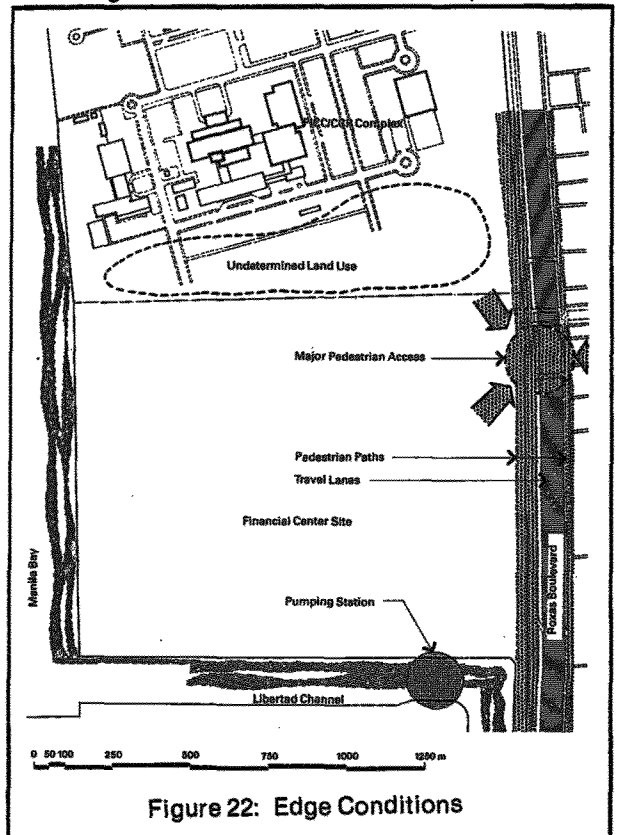 PICC/CCP Complex
Undetermined Land Use
Major Pedestrian Access
Pedestrian Paths
Travel Lanes
Financial Center Site
Manila Bay
Roxas Boulevard
Pumping Station
Libertad Channel
0 50 100 250 500 750 1000 1250 m
Figure 22: Edge Conditions